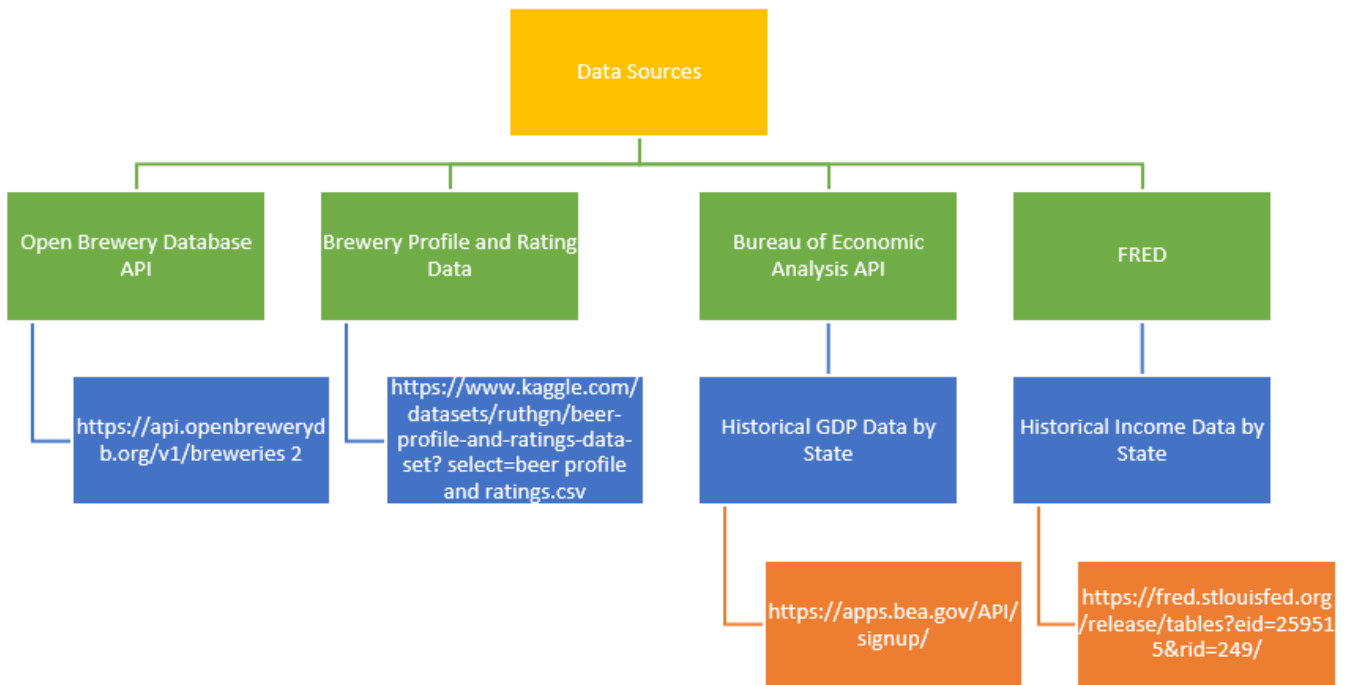 Data Sources
Open Brewery Database
API
Brewery Profile and Rating
Data
Bureau of Economic
Analysis API
FRED
https://api.openbreweryd
b.org/v1/breweries 2
https://www.kaggle.com/
datasets/ruthgn/beer-
profile-and-ratings-data-
set? select=beer profile
and ratings.csv
Historical GDP Data by
State
Historical Income Data by
State
https://apps.bea.gov/API/
signup/
https://fred.stlouisfed.org
/release/tables?eid=25951
5&rid=249/